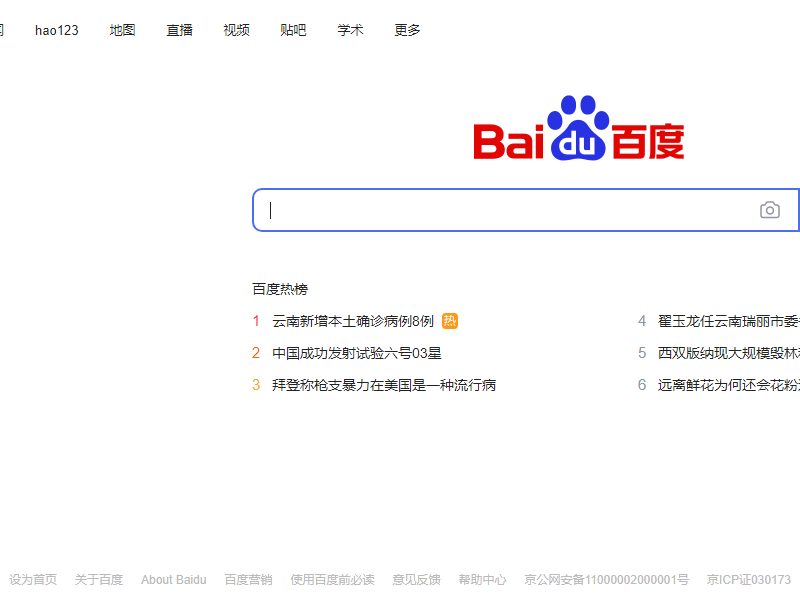 hao123 地图 直播 视频 贴吧 学术 更多
Bai du 百度
百度热榜
1 云南新增本土确诊病例8例 热
4 翟玉龙任云南瑞丽市委
2 中国成功发射试验六号03星
5 西双版纳现大规模毁林
3 拜登称枪支暴力在美国是一种流行病
6 远离鲜花为何还会花粉
设为首页 关于百度 About Baidu 百度营销 使用百度前必读 意见反馈 帮助中心 京公网安备11000002000001号 京ICP证030173